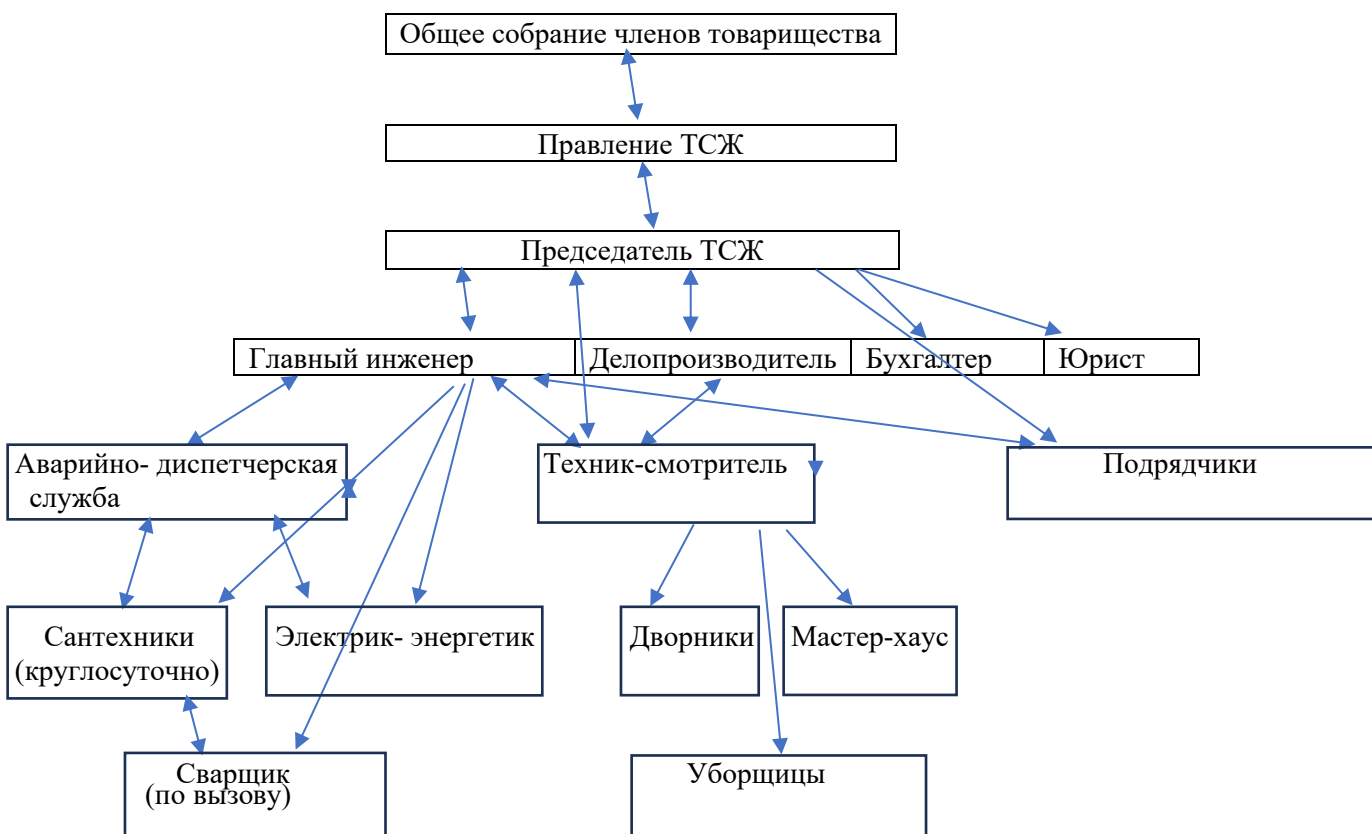 Общее собрание членов товарищества
Правление ТСЖ
Председатель ТСЖ
Главный инженер
Делопроизводитель
Бухгалтер
Юрист
Аварийно- диспетчерская
служба
Техник-смотритель
Подрядчики
Сантехники
(круглосуточно)
Электрик- энергетик
Дворники
Мастер-хаус
Сварщик
(по вызову)
Уборщицы